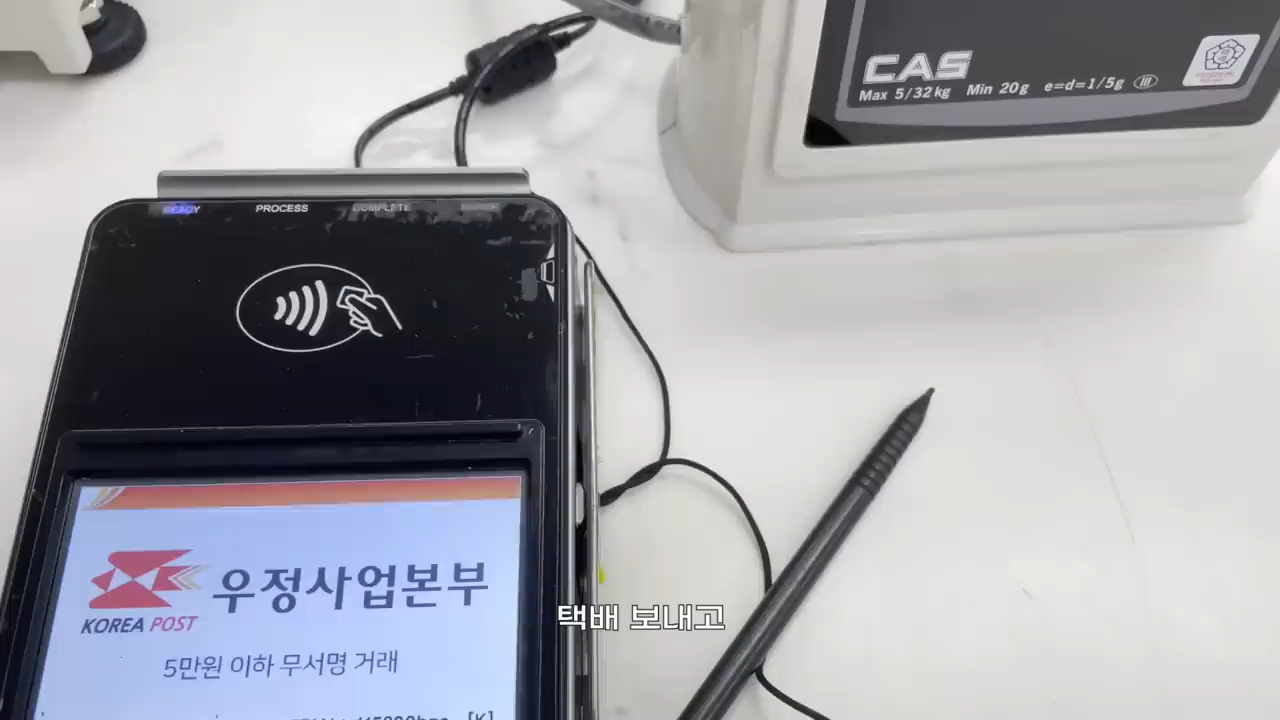 CAS
Max 5/32kg Min 20g e=d=1/5g III
READY PROCESS COMPLETE
우정사업본부
KOREA POST
5만원 이하 무서명 거래
택배 보내고
[K]